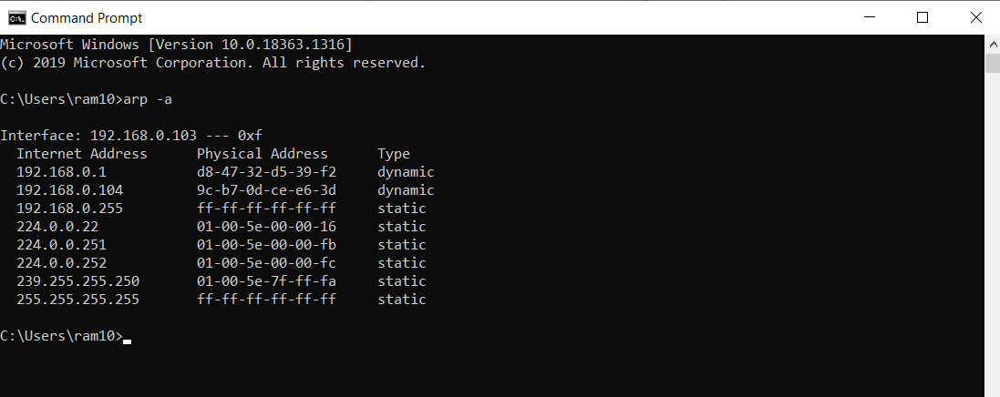 Command Prompt
Microsoft Windows [Version 10.0.18363.1316]
(c) 2019 Microsoft Corporation. All rights reserved.
C:\Users\ram10>arp -a
Interface: 192.168.0.103 --- 0xf
Internet Address Physical Address Type
192.168.0.1 d8-47-32-d5-39-f2 dynamic
192.168.0.104 9c-b7-0d-ce-e6-3d dynamic
192.168.0.255 ff-ff-ff-ff-ff-ff static
224.0.0.22 01-00-5e-00-00-16 static
224.0.0.251 01-00-5e-00-00-fb static
224.0.0.252 01-00-5e-00-00-fc static
239.255.255.250 01-00-5e-7f-ff-fa static
255.255.255.255 ff-ff-ff-ff-ff-ff static
C:\Users\ram10>